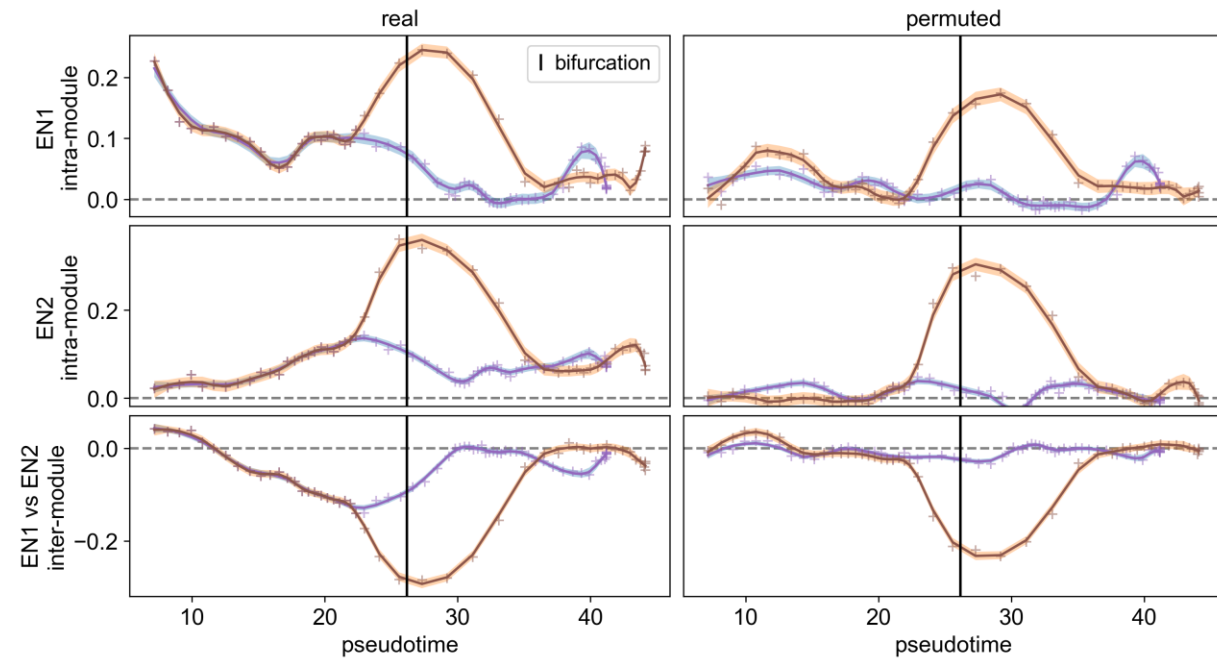 real
permuted
bifurcation
EN1
intra-module
0.2
0.1
0.0
EN2
intra-module
0.2
0.0
EN1 vs EN2
inter-module
0.0
−0.2
10 20 30 40
10 20 30 40
pseudotime
pseudotime